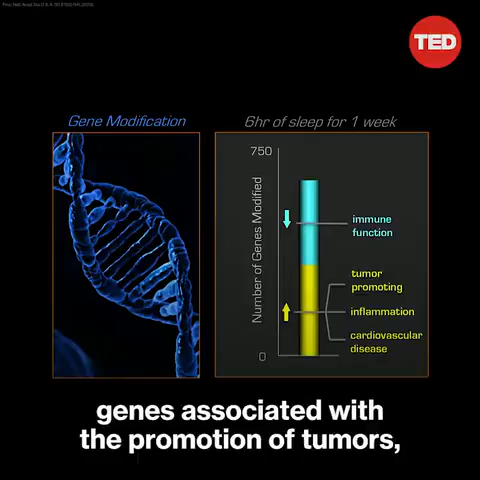 TED
Gene Modification
6hr of sleep for 1 week
750
Number of Genes Modified
0
immune
function
tumor
promoting
inflammation
cardiovascular
disease
genes associated with
the promotion of tumors,